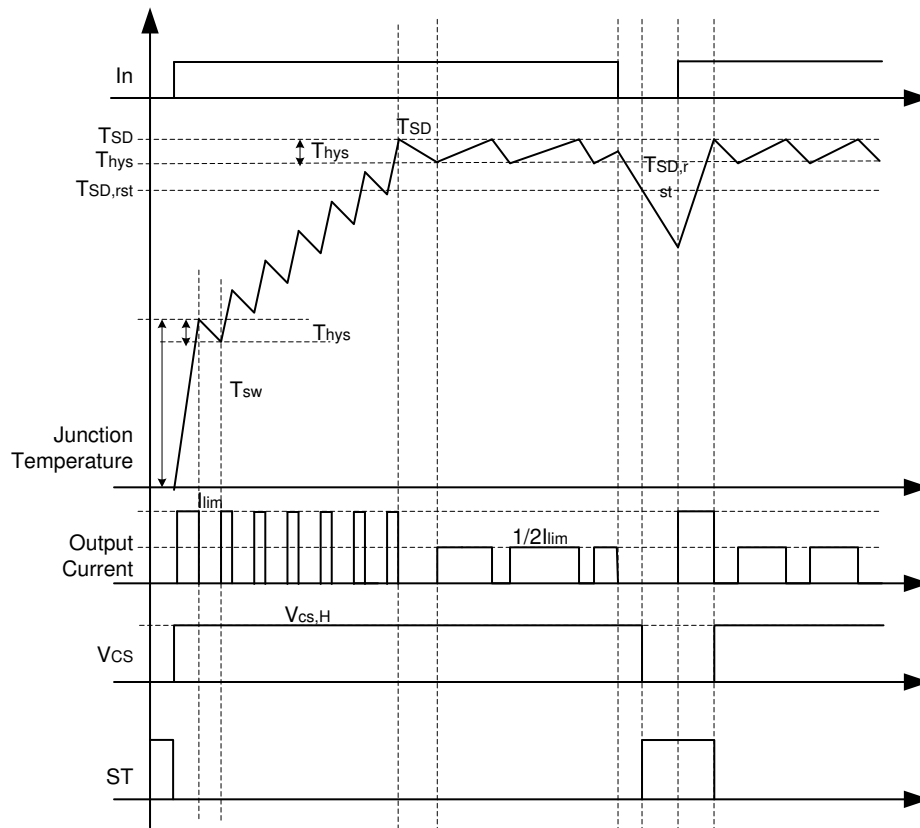 In
TSD
TSD
Thys
Thys
TSD,rst
TSD,r
st
Thys
Tsw
Junction
Temperature
Ilim
Output
Current
1/2Ilim
Vcs,H
VCS
ST